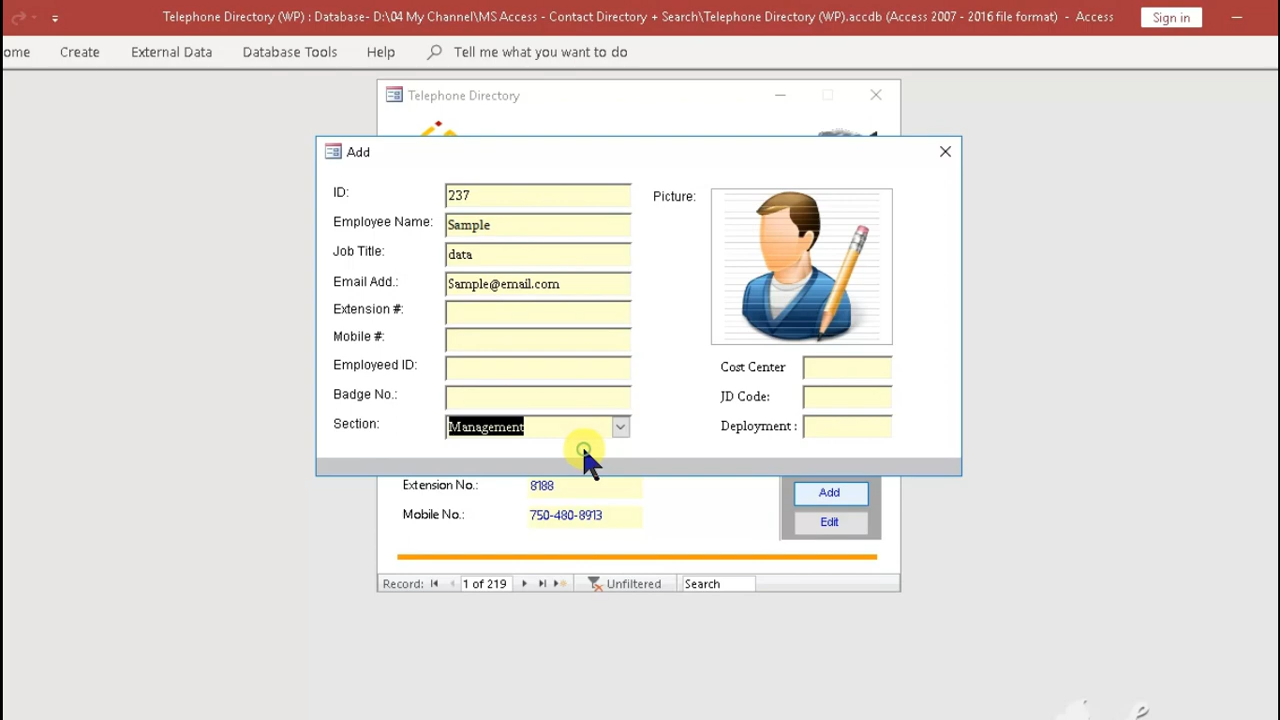 Telephone Directory (WP) : Database- D:\04 My Channel\MS Access - Contact Directory + Search\Telephone Directory (WP).accdb (Access 2007 - 2016 file format) - Access
Sign in
ome Create External Data Database Tools Help Tell me what you want to do
Telephone Directory
Add
ID: 237
Picture:
Employee Name: Sample
Job Title: data
Email Add.: Sample@email.com
Extension #:
Mobile #:
Employeed ID:
Cost Center
Badge No.:
JD Code:
Section: Management
Deployment :
Extension No.: 8188
Add
Mobile No.: 750-480-8913
Edit
Record: 1 of 219 Unfiltered Search